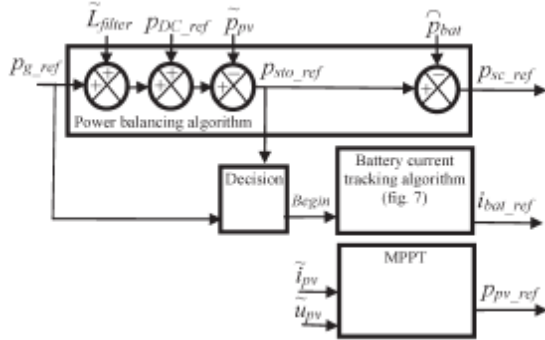 L̃filter pDC_ref p̃pv p̂bat
pg_ref psto_ref psc_ref
+ + + + + − + −
Power balancing algorithm
Decision
Begin
Battery current
tracking algorithm
(fig. 7)
ibat_ref
MPPT
ĩpv
ũpv
ppv_ref